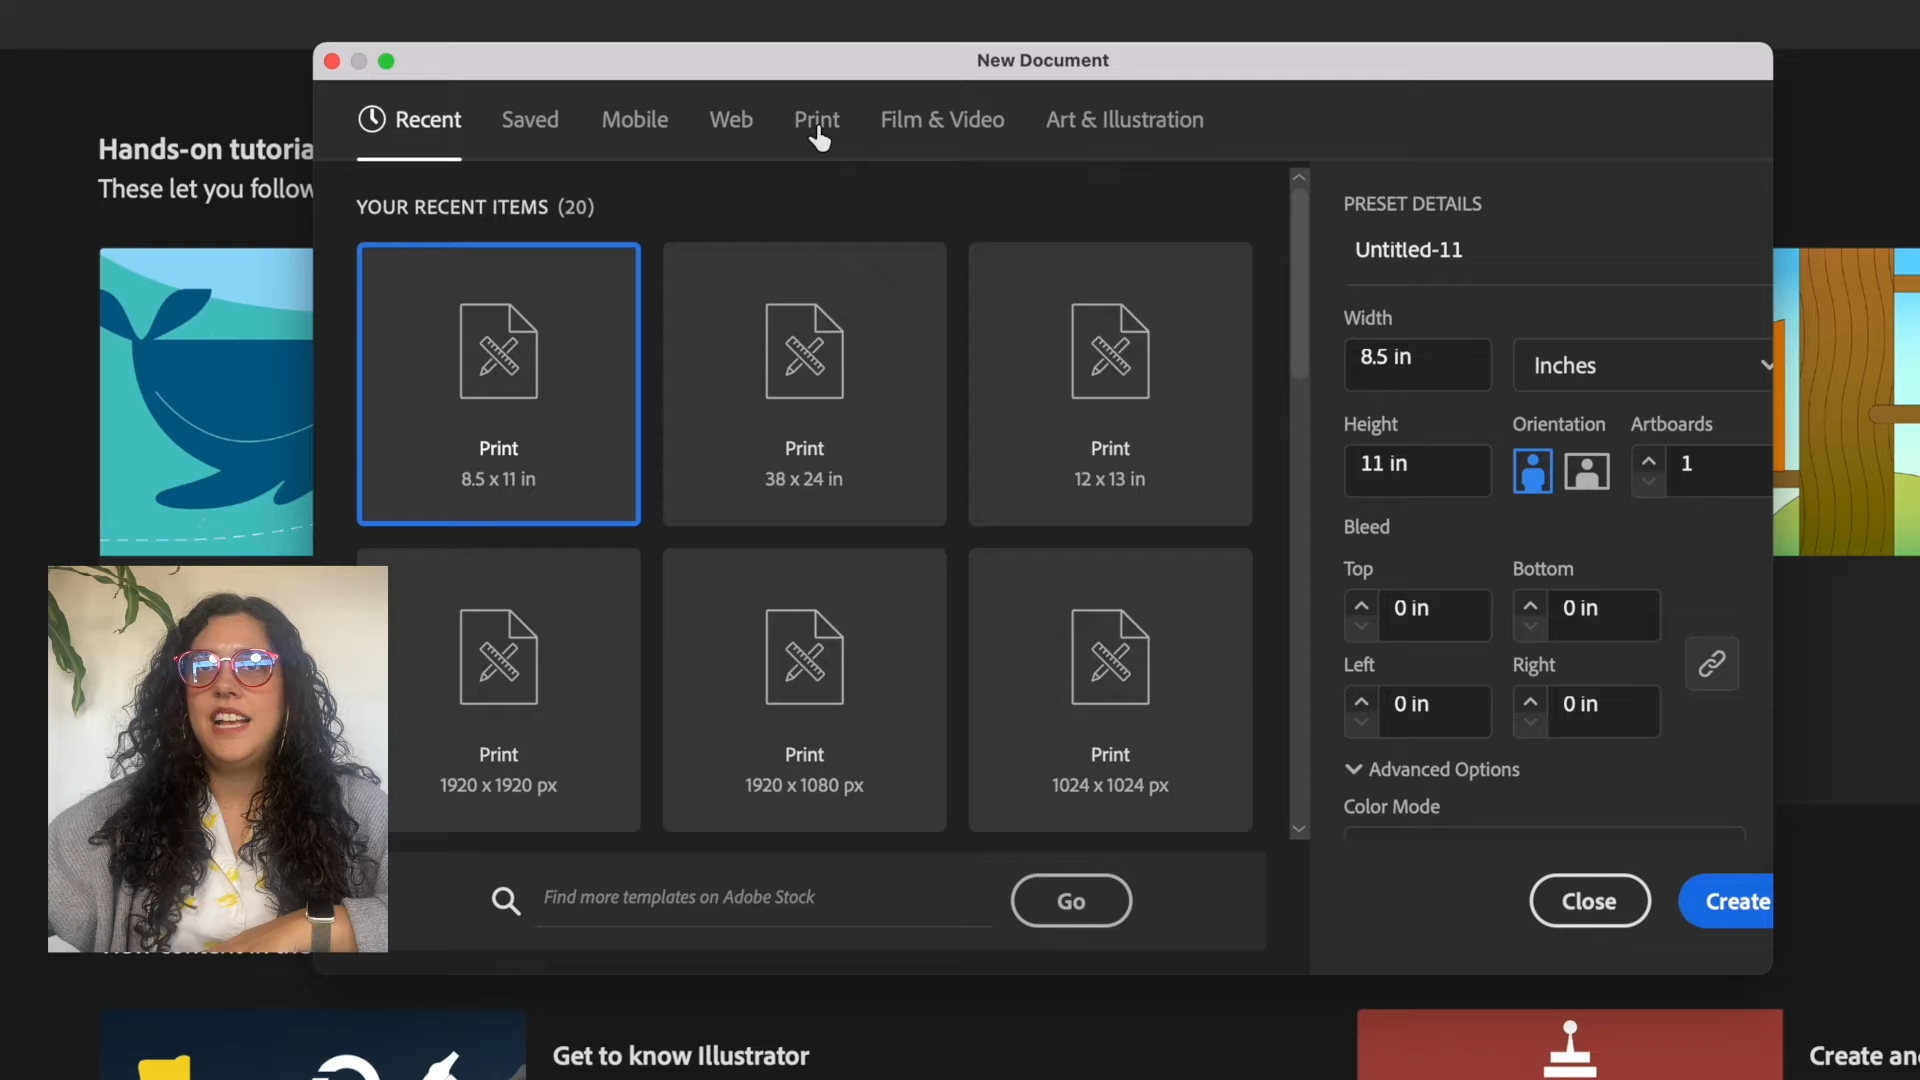 New Document
Recent
Saved
Mobile
Web
Print
Film & Video
Art & Illustration
Hands-on tutoria
These let you follow
YOUR RECENT ITEMS (20)
Print
8.5 x 11 in
Print
38 x 24 in
Print
12 x 13 in
Print
1920 x 1920 px
Print
1920 x 1080 px
Print
1024 x 1024 px
Find more templates on Adobe Stock
Go
PRESET DETAILS
Untitled-11
Width
8.5 in
Inches
Height
Orientation
Artboards
11 in
1
Bleed
Top
Bottom
0 in
0 in
Left
Right
0 in
0 in
Advanced Options
Color Mode
Close
Create
Get to know Illustrator
Create and